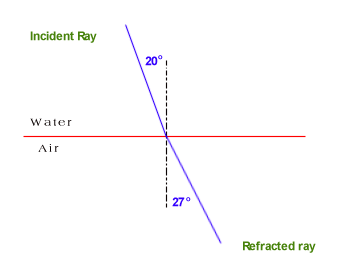 Incident Ray
20°
Water
Air
27°
Refracted ray